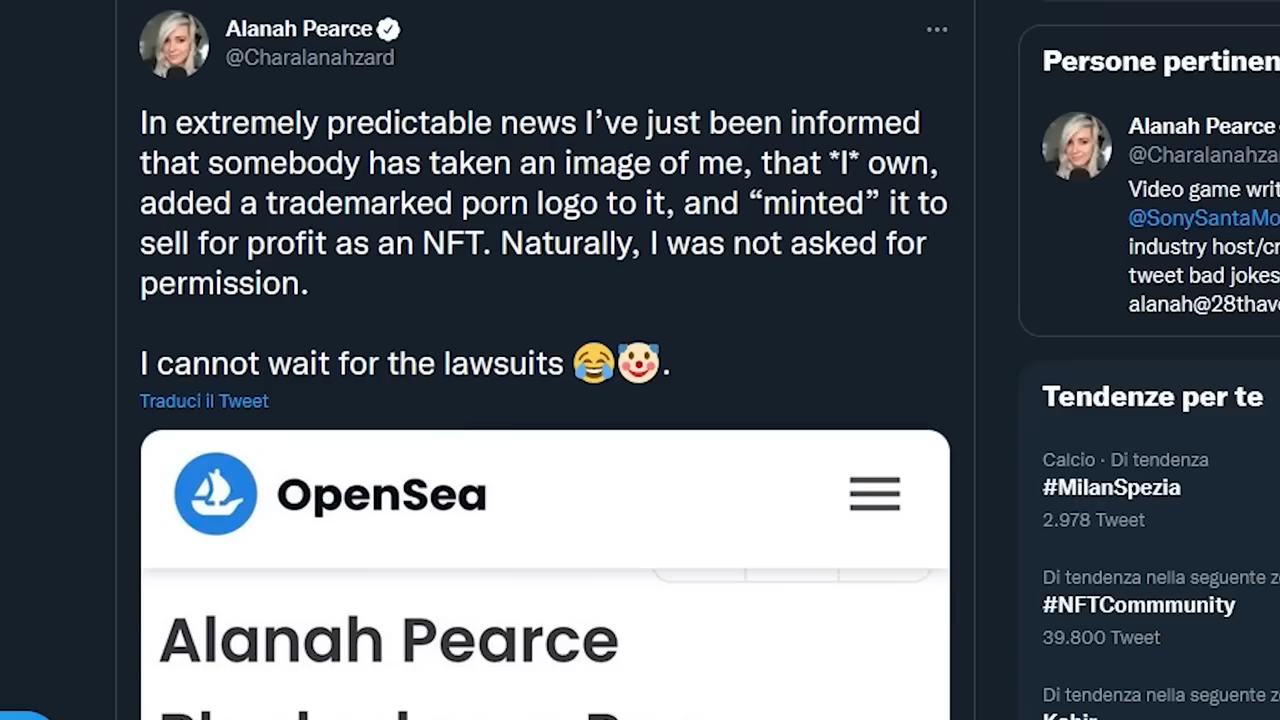 Alanah Pearce
@Charalanahzard
In extremely predictable news I’ve just been informed
that somebody has taken an image of me, that *I* own,
added a trademarked porn logo to it, and “minted” it to
sell for profit as an NFT. Naturally, I was not asked for
permission.
I cannot wait for the lawsuits 😂🤡.
Traduci il Tweet
OpenSea
Alanah Pearce
Persone pertinen
Alanah Pearce
@Charalanahza
Video game writ
@SonySantaMo
industry host/cr
tweet bad jokes
alanah@28thav
Tendenze per te
Calcio · Di tendenza
#MilanSpezia
2.978 Tweet
Di tendenza nella seguente z
#NFTCommmunity
39.800 Tweet
Di tendenza nella seguente z